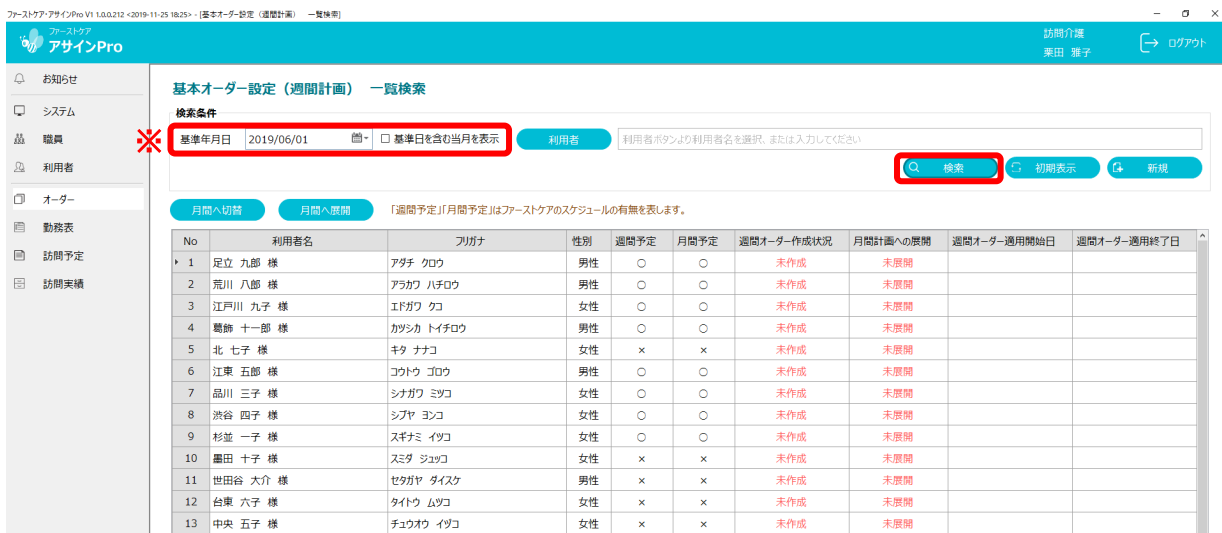 ファーストケア・アサインPro V1 1.0.0.212 <2019-11-25 18:25> - [基本オーダー設定（週間計画）　一覧検索]
ファーストケア
アサインPro
訪問介護
栗田 雅子
ログアウト
お知らせ
システム
職員
利用者
オーダー
勤務表
訪問予定
訪問実績
基本オーダー設定（週間計画）　一覧検索
検索条件
※ 基準年月日 2019/06/01 基準日を含む当月を表示 利用者 利用者ボタンより利用者名を選択、または入力してください
検索 初期表示 新規
月間へ切替 月間へ展開 「週間予定」「月間予定」はファーストケアのスケジュールの有無を表します。
No 利用者名 フリガナ 性別 週間予定 月間予定 週間オーダー作成状況 月間計画への展開 週間オーダー適用開始日 週間オーダー適用終了日
1 足立 九郎 様 アダチ クロウ 男性 ○ ○ 未作成 未展開
2 荒川 八郎 様 アラカワ ハチロウ 男性 ○ ○ 未作成 未展開
3 江戸川 九子 様 エドガワ クコ 女性 ○ ○ 未作成 未展開
4 葛飾 十一郎 様 カツシカ トイチロウ 男性 ○ ○ 未作成 未展開
5 北 七子 様 キタ ナナコ 女性 × × 未作成 未展開
6 江東 五郎 様 コウトウ ゴロウ 男性 ○ ○ 未作成 未展開
7 品川 三子 様 シナガワ ミツコ 女性 ○ ○ 未作成 未展開
8 渋谷 四子 様 シブヤ ヨンコ 女性 ○ ○ 未作成 未展開
9 杉並 一子 様 スギナミ イツコ 女性 ○ ○ 未作成 未展開
10 墨田 十子 様 スミダ ジュッコ 女性 × × 未作成 未展開
11 世田谷 大介 様 セタガヤ ダイスケ 男性 × × 未作成 未展開
12 台東 六子 様 タイトウ ムツコ 女性 × × 未作成 未展開
13 中央 五子 様 チュウオウ イヅコ 女性 × × 未作成 未展開